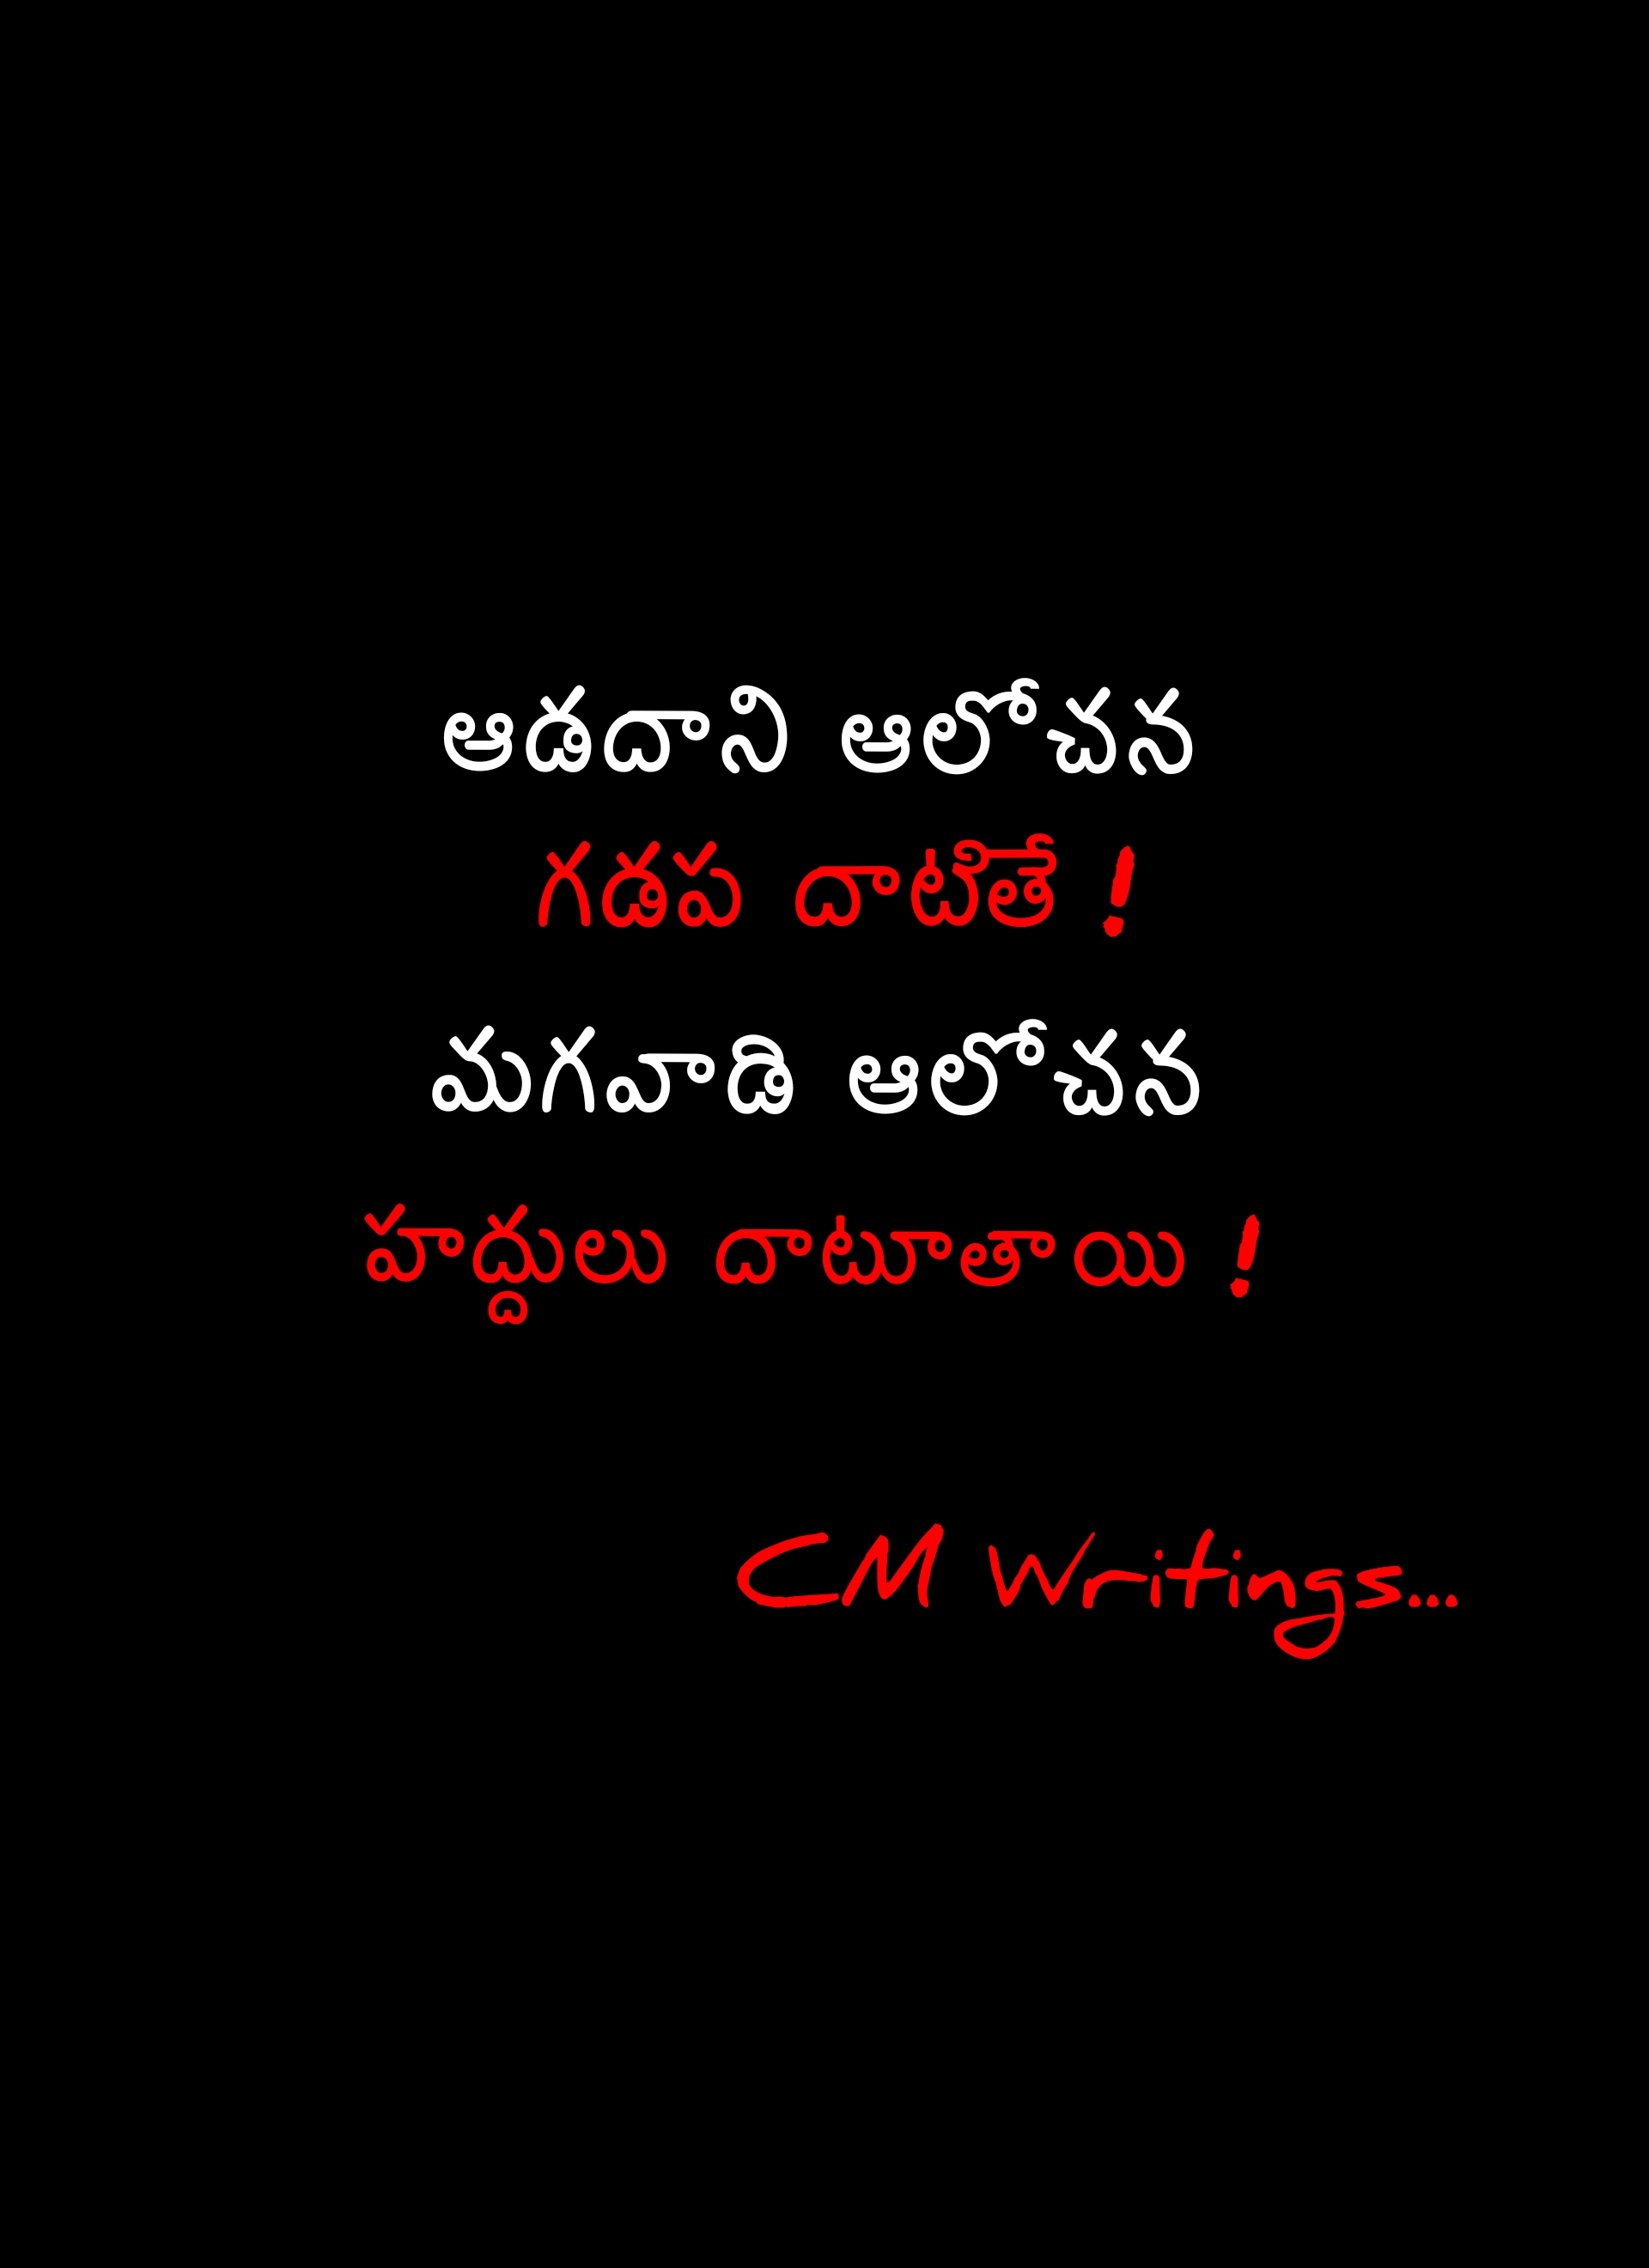 ఆడదాని ఆలోచన
గడప దాటితే !
మగవాడి ఆలోచన
హద్దులు దాటుతాయి !
CM Writings...